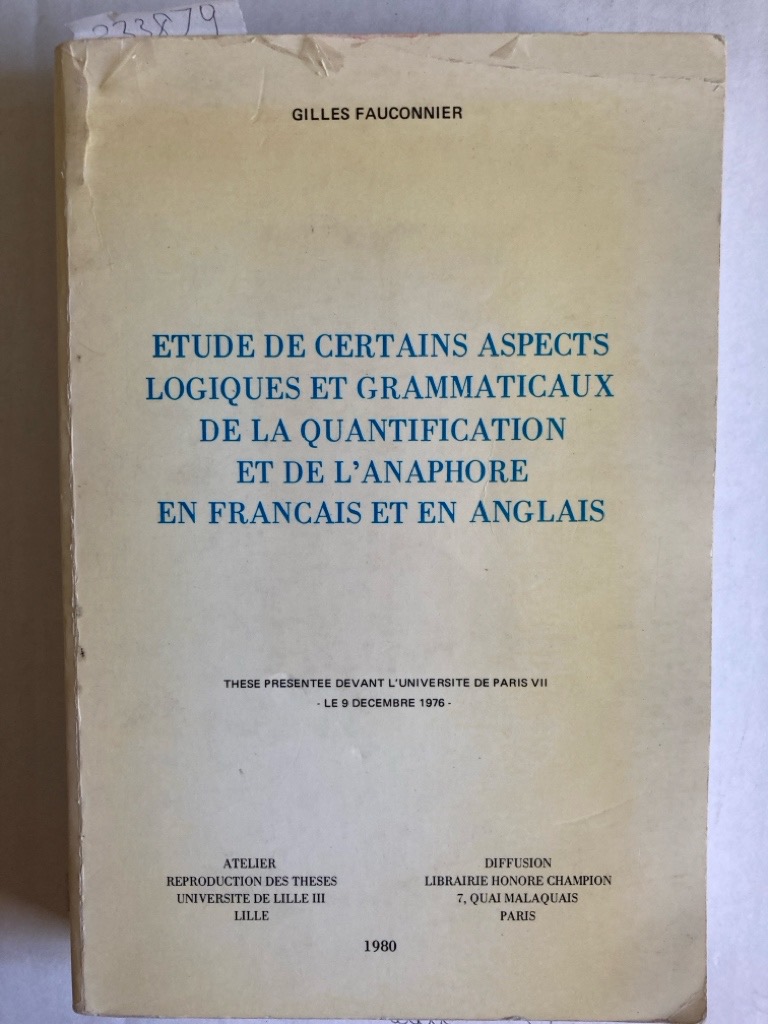 233879
GILLES FAUCONNIER
ETUDE DE CERTAINS ASPECTS
LOGIQUES ET GRAMMATICAUX
DE LA QUANTIFICATION
ET DE L'ANAPHORE
EN FRANCAIS ET EN ANGLAIS
THESE PRESENTEE DEVANT L'UNIVERSITE DE PARIS VII
- LE 9 DECEMBRE 1976 -
ATELIER
REPRODUCTION DES THESES
UNIVERSITE DE LILLE III
LILLE
DIFFUSION
LIBRAIRIE HONORE CHAMPION
7, QUAI MALAQUAIS
PARIS
1980